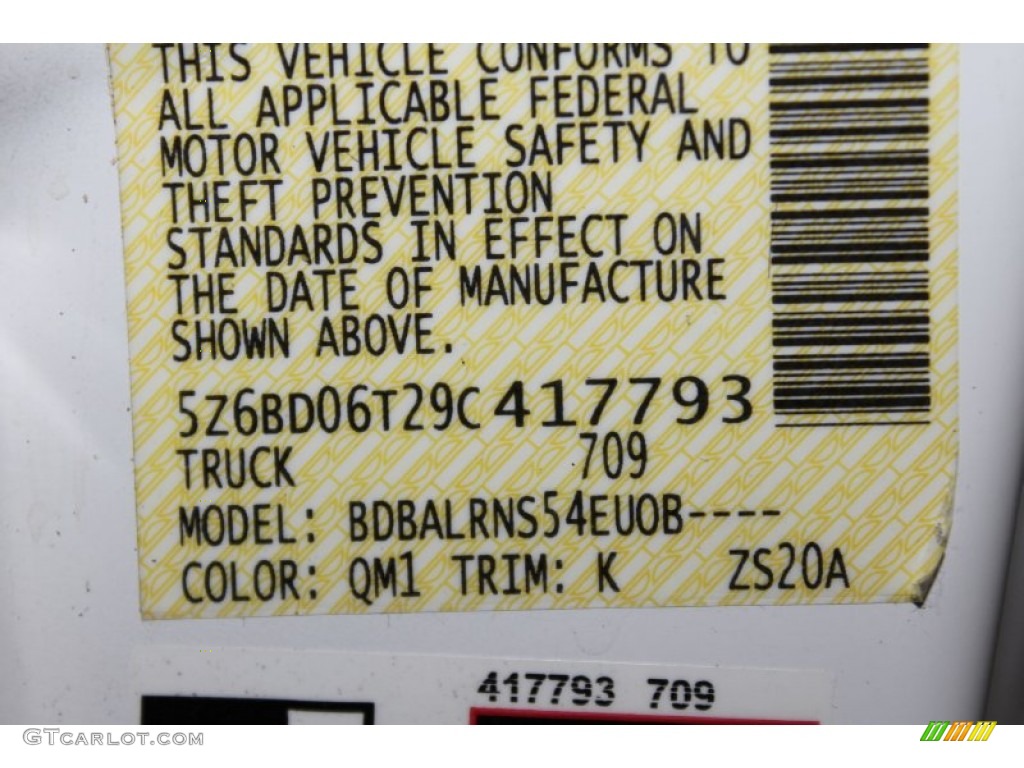 THIS VEHICLE CONFORMS TO
ALL APPLICABLE FEDERAL
MOTOR VEHICLE SAFETY AND
THEFT PREVENTION
STANDARDS IN EFFECT ON
THE DATE OF MANUFACTURE
SHOWN ABOVE.
5Z6BD06T29C417793
TRUCK 709
MODEL: BDBALRNS54EUOB----
COLOR: QM1 TRIM: K ZS20A
417793 709
GTCARLOT.COM